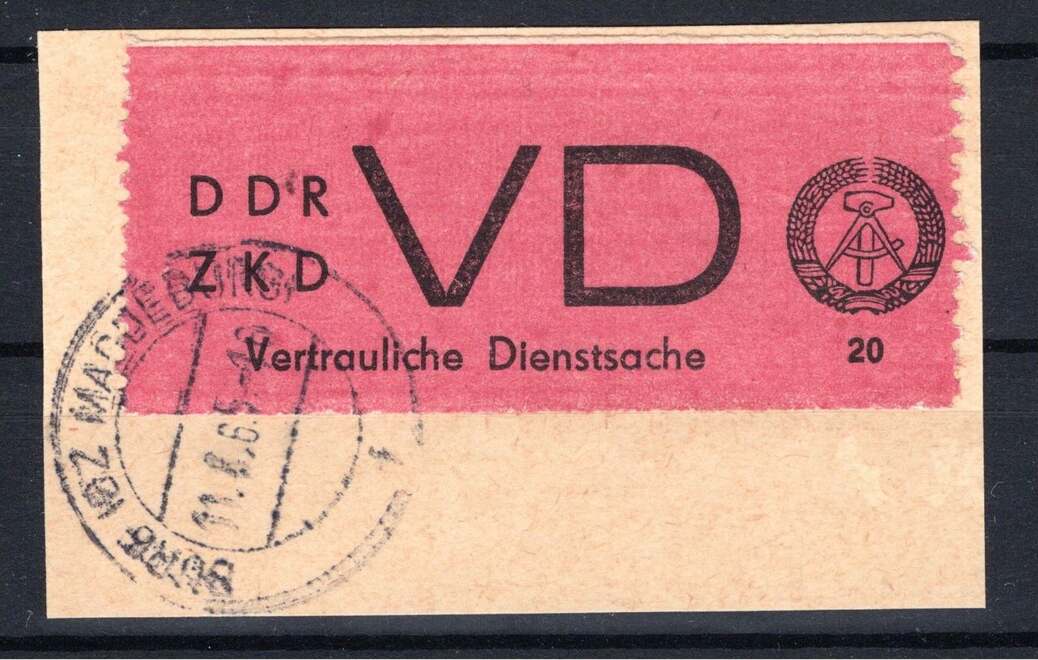 DDR
ZKD
VD
Vertrauliche Dienstsache
20
MAGDEBURG